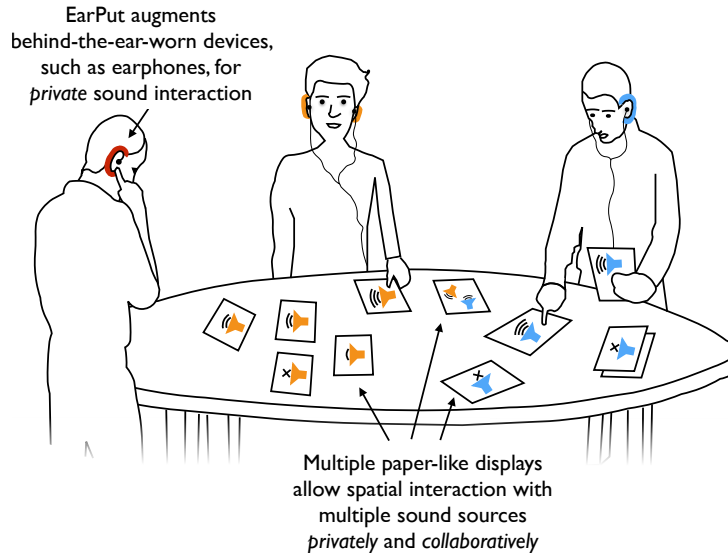 EarPut augments
behind-the-ear-worn devices,
such as earphones, for
private sound interaction
Multiple paper-like displays
allow spatial interaction with
multiple sound sources
privately and collaboratively